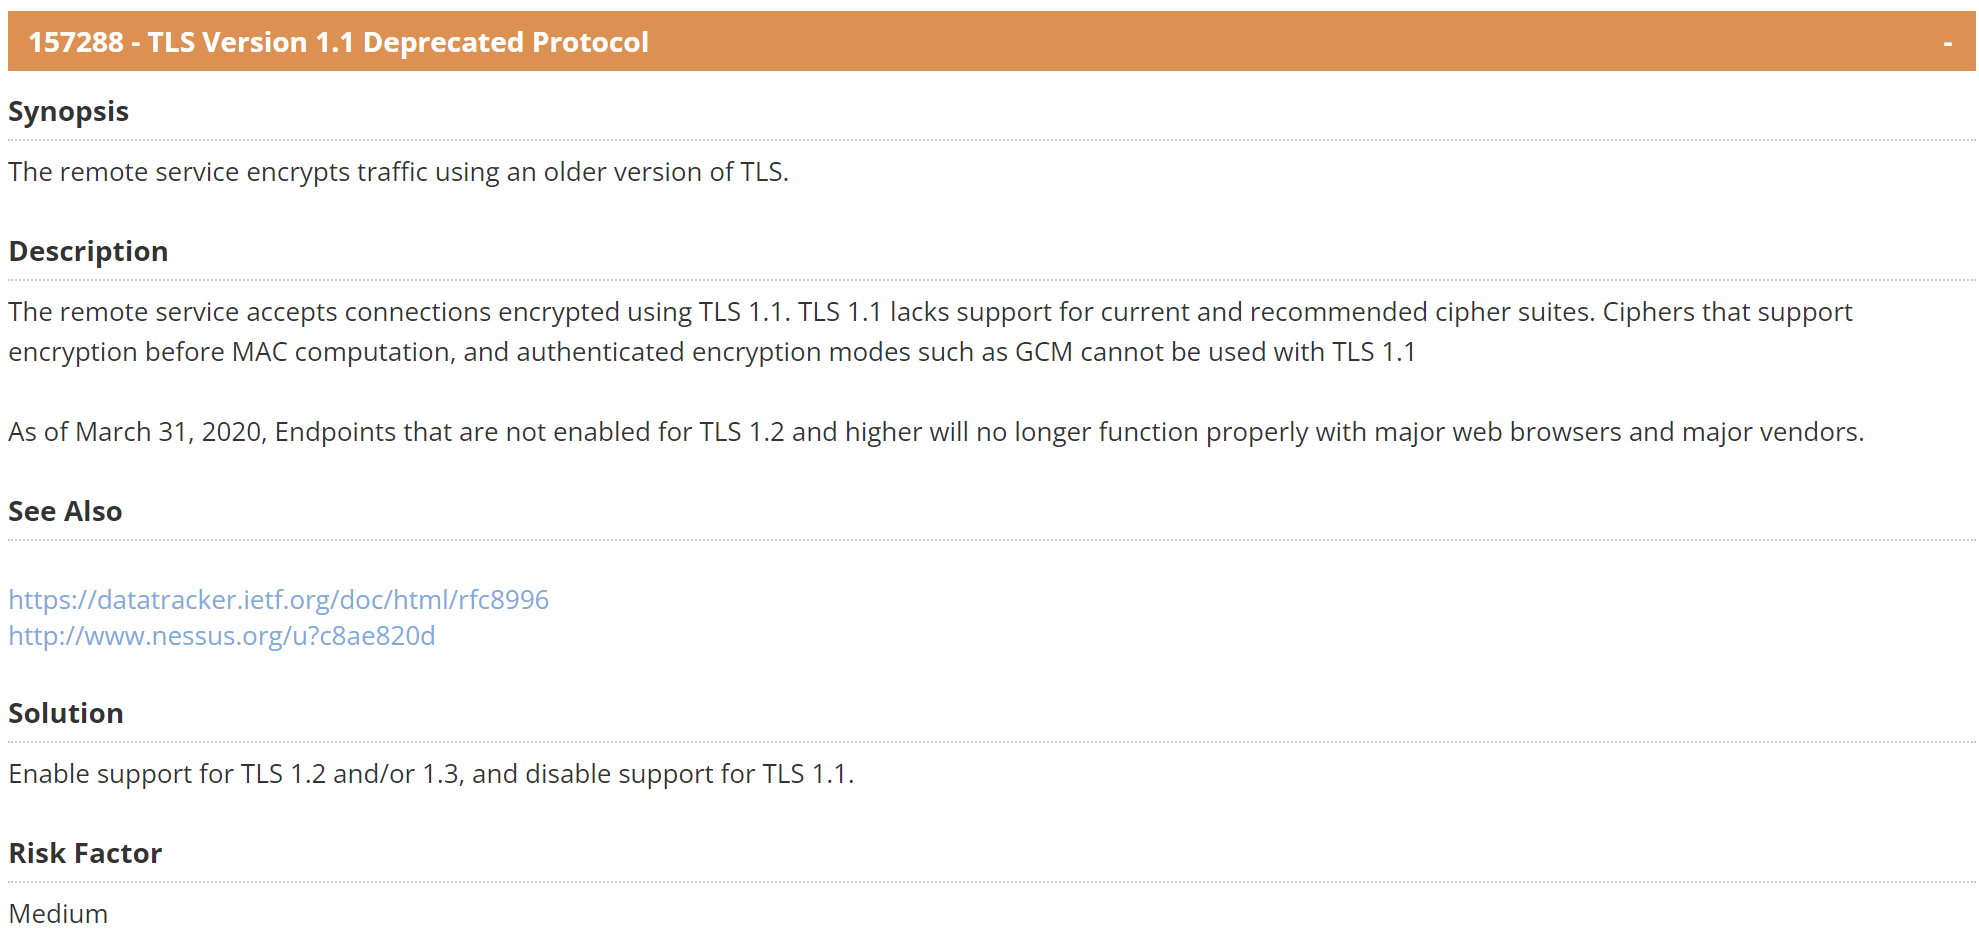 157288 - TLS Version 1.1 Deprecated Protocol -
Synopsis
The remote service encrypts traffic using an older version of TLS.
Description
The remote service accepts connections encrypted using TLS 1.1. TLS 1.1 lacks support for current and recommended cipher suites. Ciphers that support
encryption before MAC computation, and authenticated encryption modes such as GCM cannot be used with TLS 1.1
As of March 31, 2020, Endpoints that are not enabled for TLS 1.2 and higher will no longer function properly with major web browsers and major vendors.
See Also
https://datatracker.ietf.org/doc/html/rfc8996
http://www.nessus.org/u?c8ae820d
Solution
Enable support for TLS 1.2 and/or 1.3, and disable support for TLS 1.1.
Risk Factor
Medium